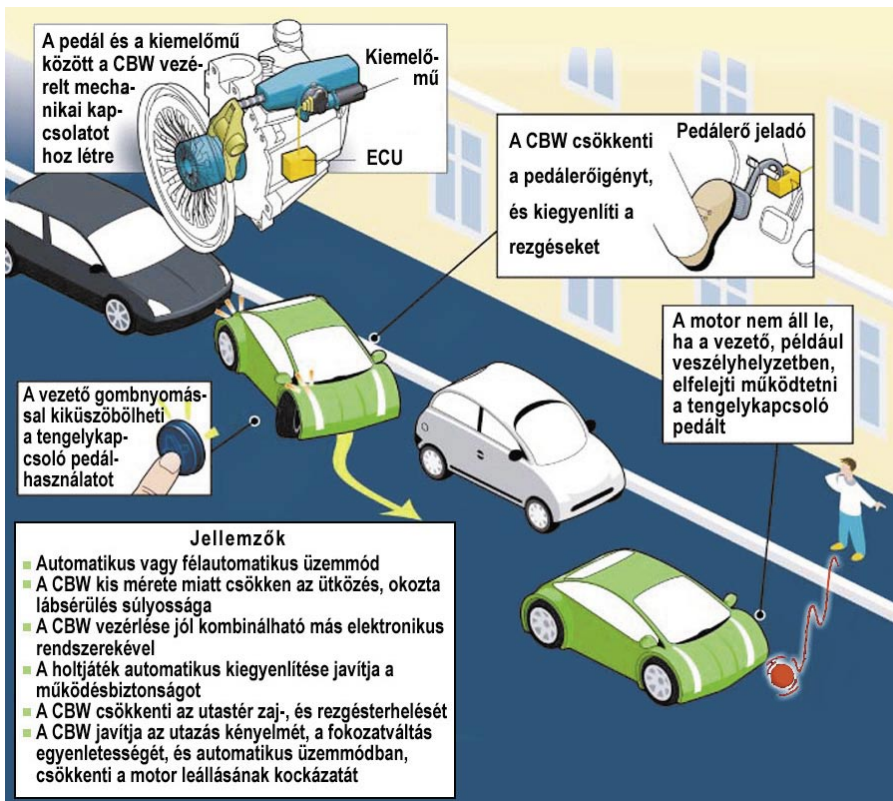 A pedál és a kiemelőmű
között a CBW vezé-
relt mecha-
nikai kap-
csolatot
hoz létre
Kiemelő-
mű
ECU
A CBW csökkenti
a pedálerőigényt,
és kiegyenlíti a
rezgéseket
Pedálerő jeladó
A motor nem áll le,
ha a vezető, például
veszélyhelyzetben,
elfelejti működtetni
a tengelykapcsoló
pedált
A vezető gombnyomás-
sal kiküszöbölheti
a tengelykap-
csoló pedál-
használatot
Jellemzők
Automatikus vagy félautomatikus üzemmód
A CBW kis mérete miatt csökken az ütközés, okozta
lábsérülés súlyossága
A CBW vezérlése jól kombinálható más elektronikus
rendszerekével
A holtjáték automatikus kiegyenlítése javítja a
működésbiztonságot
A CBW csökkenti az utastér zaj-, és rezgésterhelését
A CBW javítja az utazás kényelmét, a fokozatváltás
egyenletességét, és automatikus üzemmódban,
csökkenti a motor leállásának kockázatát